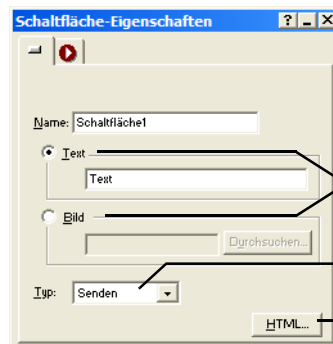 Schaltfläche-Eigenschaften
Name: Schaltfläche1
Text
Text
Bild
Durchsuchen...
Typ: Senden
HTML...